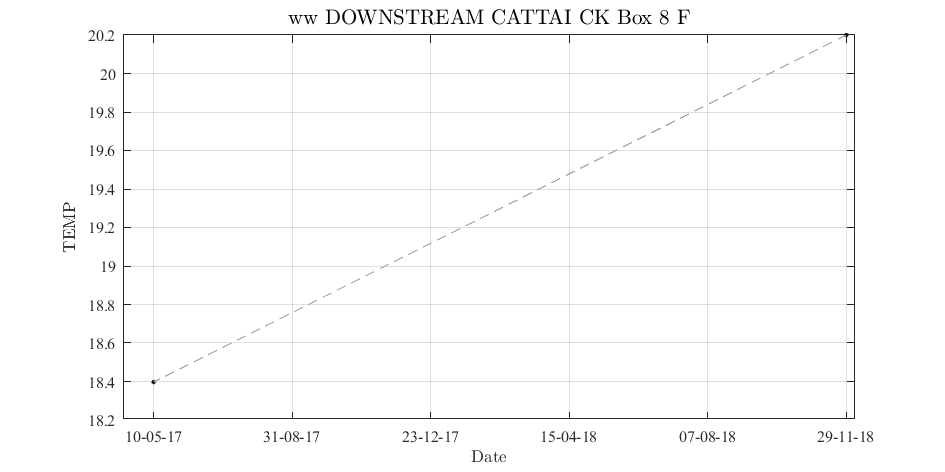 ww DOWNSTREAM CATTAI CK Box 8 F
20.2
20
19.8
19.6
19.4
19.2
19
18.8
18.6
18.4
18.2
TEMP
10-05-17 31-08-17 23-12-17 15-04-18 07-08-18 29-11-18
Date